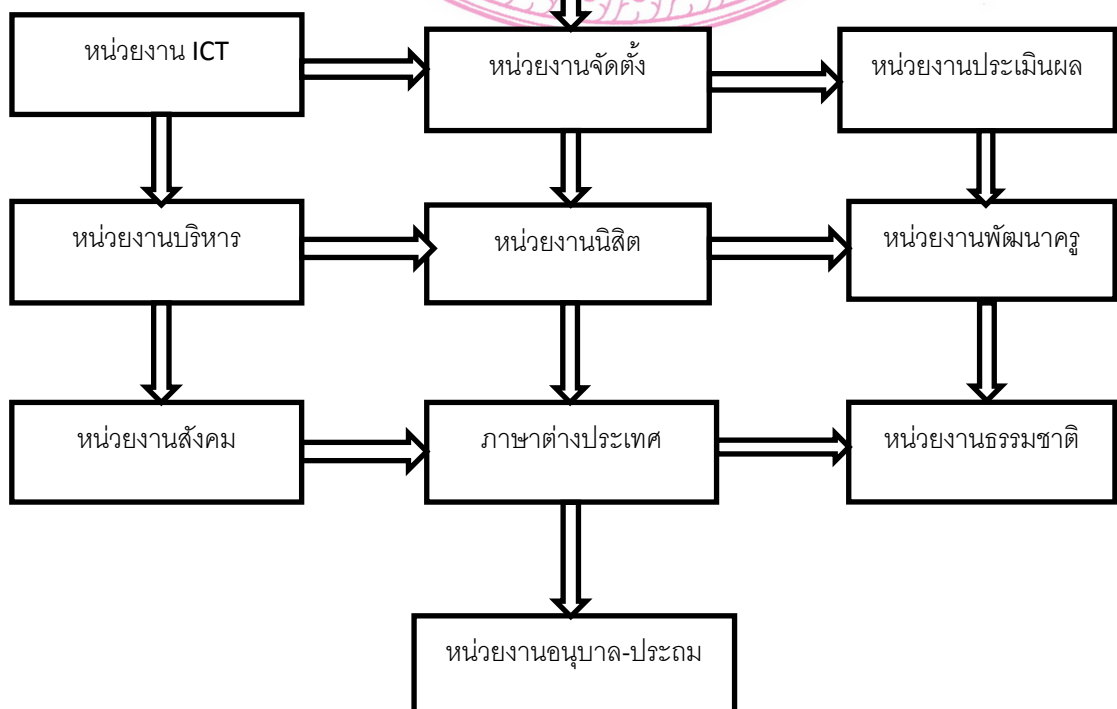 หน่วยงาน ICT
หน่วยงานจัดตั้ง
หน่วยงานประเมินผล
หน่วยงานบริหาร
หน่วยงานนิสิต
หน่วยงานพัฒนาครู
หน่วยงานสังคม
ภาษาต่างประเทศ
หน่วยงานธรรมชาติ
หน่วยงานอนุบาล-ประถม